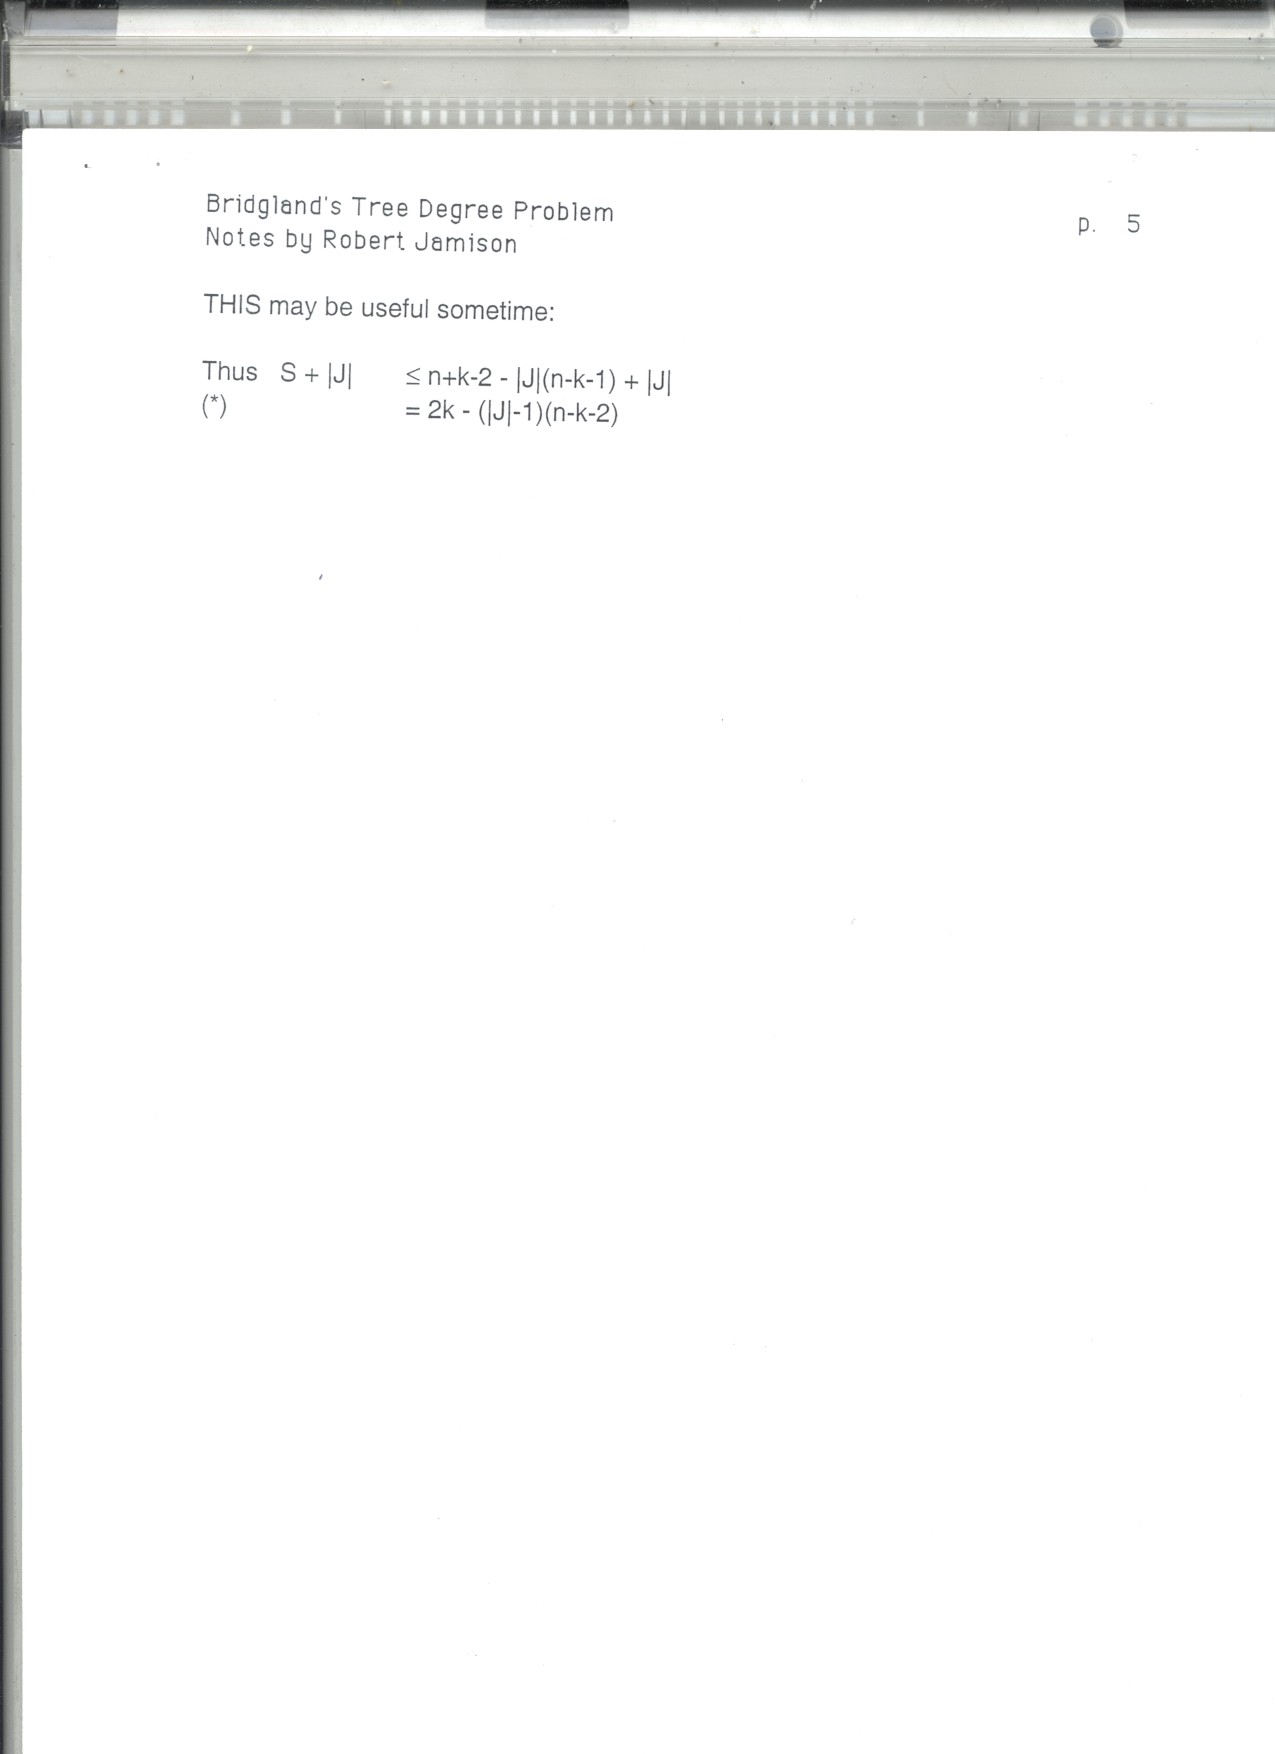 Bridgland's Tree Degree Problem
Notes by Robert Jamison
p. 5
THIS may be useful sometime:
Thus S + |J| ≤ n+k-2 - |J|(n-k-1) + |J|
(*) = 2k - (|J|-1)(n-k-2)